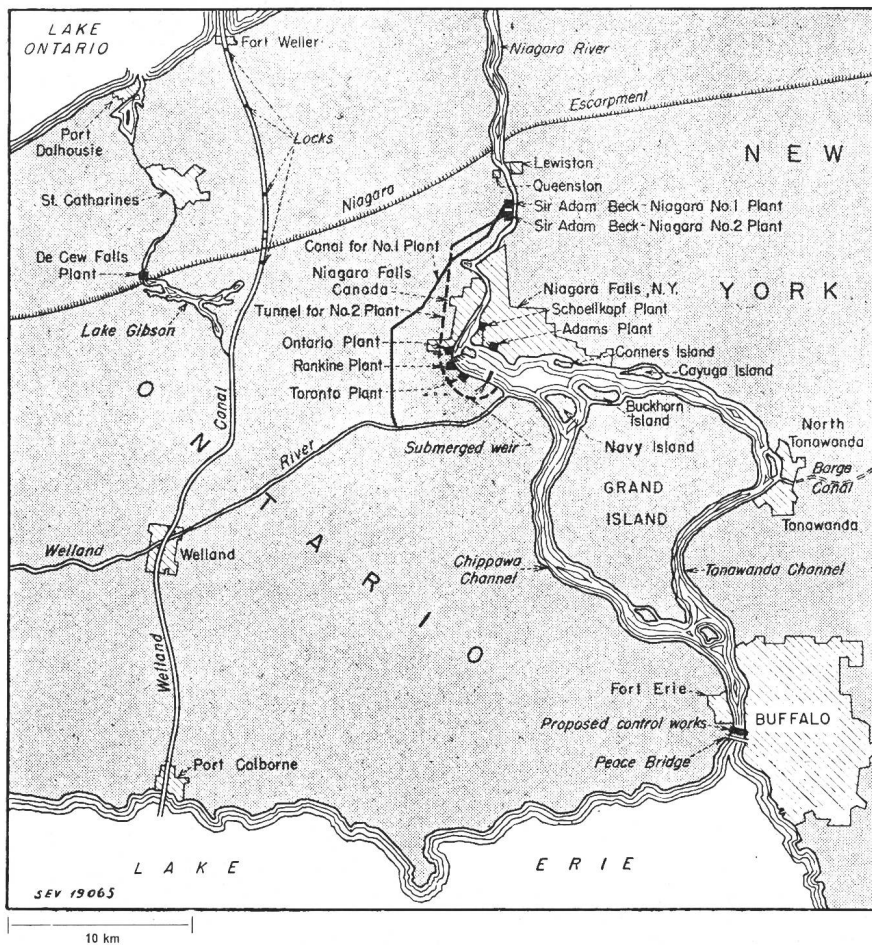 LAKE
ONTARIO
Fort Weller
Niagara River
Escarpment
Port
Dalhousie
Locks
NEW
Lewiston
Queenston
St. Catharines
Niagara
Sir Adam Beck-Niagara No.1 Plant
Sir Adam Beck-Niagara No.2 Plant
De Cew Falls
Plant
Canal for No.1 Plant
Niagara Falls
Canada
Niagara Falls, N.Y.
YORK
Lake Gibson
Tunnel for No.2 Plant
Schoellkopf Plant
Adams Plant
Ontario Plant
Conners Island
Rankine Plant
Cayuga Island
Toronto Plant
Buckhorn
Island
Canal
Submerged weir
Navy Island
North
Tonawanda
River
Barge
Canal
GRAND
ISLAND
Tonawanda
Welland
Welland
Chippawa
Channel
Tonawanda Channel
ONTARIO
Welland
Fort Erie
Proposed control works
BUFFALO
Peace Bridge
Port Colborne
LAKE ERIE
SEV 19065
10 km